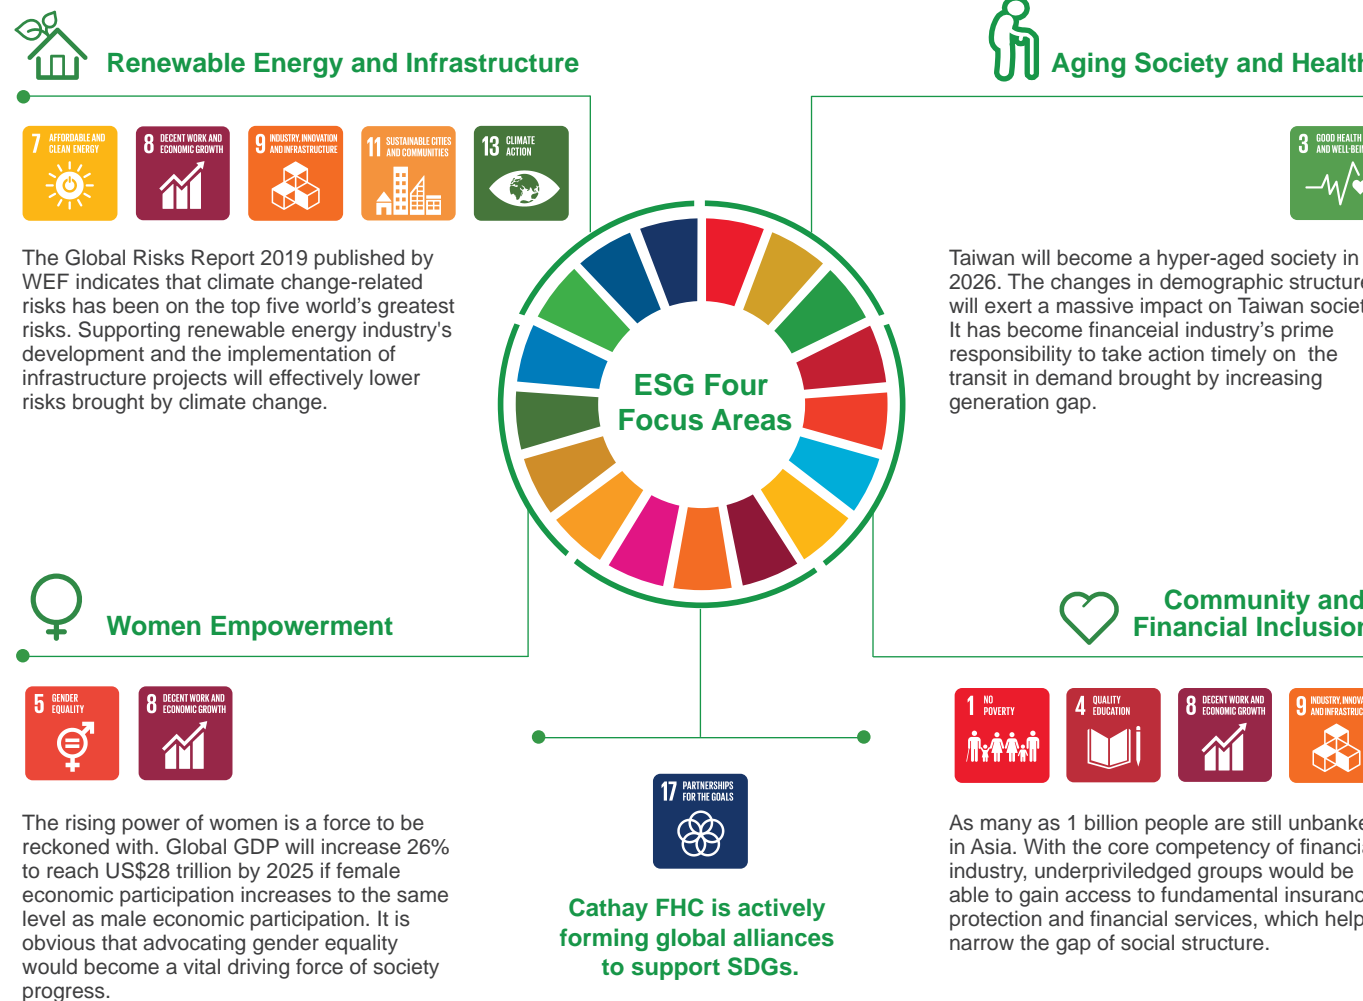 Renewable Energy and Infrastructure
7 AFFORDABLE AND
CLEAN ENERGY
8 DECENT WORK AND
ECONOMIC GROWTH
9 INDUSTRY, INNOVATION
AND INFRASTRUCTURE
11 SUSTAINABLE CITIES
AND COMMUNITIES
13 CLIMATE
ACTION
The Global Risks Report 2019 published by
WEF indicates that climate change-related
risks has been on the top five world's greatest
risks. Supporting renewable energy industry's
development and the implementation of
infrastructure projects will effectively lower
risks brought by climate change.
Aging Society and Health
3 GOOD HEALTH
AND WELL-BEIN
Taiwan will become a hyper-aged society in
2026. The changes in demographic structure
will exert a massive impact on Taiwan societ
It has become financeial industry's prime
responsibility to take action timely on the
transit in demand brought by increasing
generation gap.
ESG Four
Focus Areas
Women Empowerment
5 GENDER
EQUALITY
8 DECENT WORK AND
ECONOMIC GROWTH
The rising power of women is a force to be
reckoned with. Global GDP will increase 26%
to reach US$28 trillion by 2025 if female
economic participation increases to the same
level as male economic participation. It is
obvious that advocating gender equality
would become a vital driving force of society
progress.
17 PARTNERSHIPS
FOR THE GOALS
Cathay FHC is actively
forming global alliances
to support SDGs.
Community and
Financial Inclusion
1 NO
POVERTY
4 QUALITY
EDUCATION
8 DECENT WORK AND
ECONOMIC GROWTH
9 INDUSTRY, INNOVA
AND INFRASTRUC
As many as 1 billion people are still unbanke
in Asia. With the core competency of financia
industry, underpriviledged groups would be
able to gain access to fundamental insuranc
protection and financial services, which help
narrow the gap of social structure.